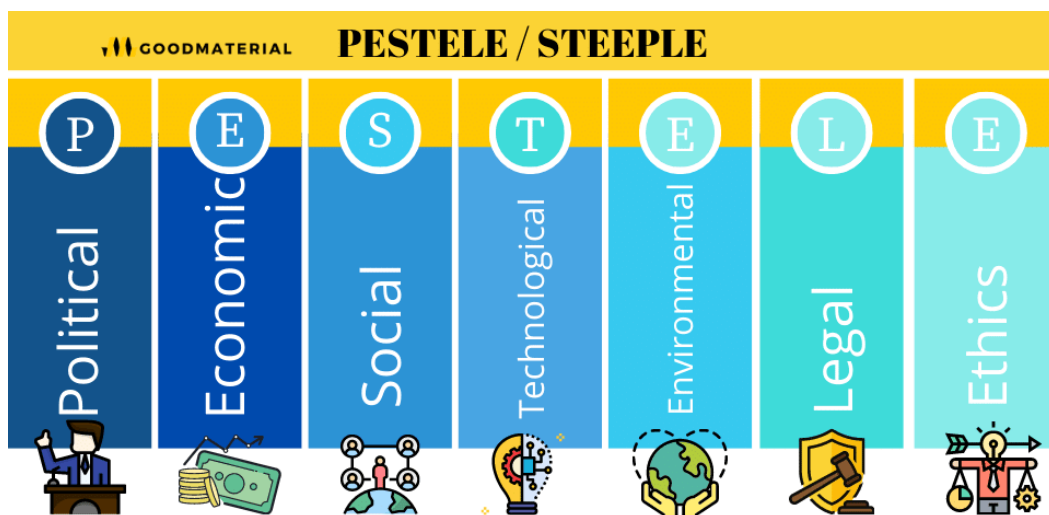 GOODMATERIAL
PESTELE / STEEPLE
P
E
S
T
E
L
E
Political
Economic
Social
Technological
Environmental
Legal
Ethics
T